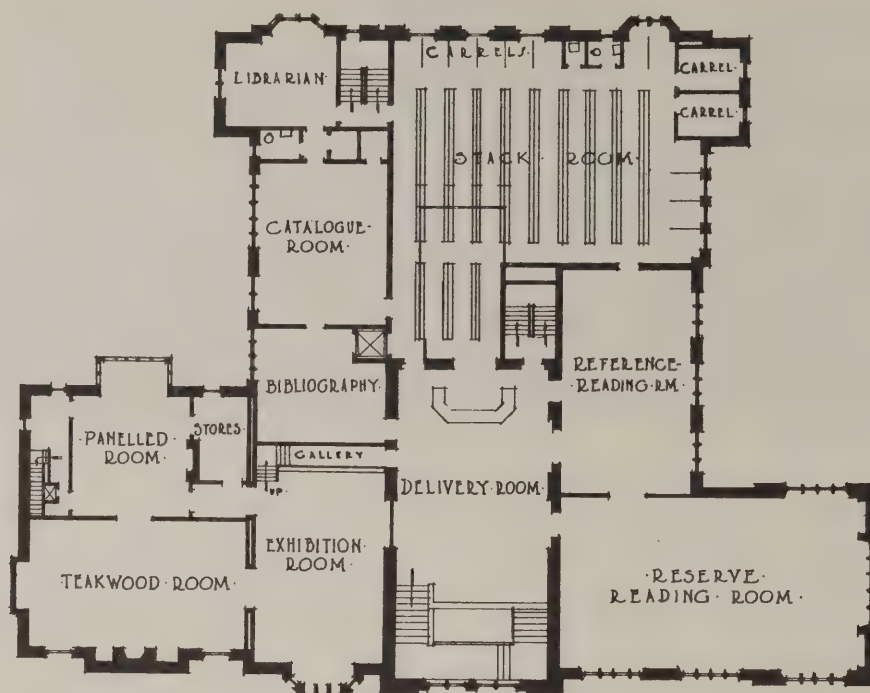 CARRELS·
LIBRARIAN·
CARREL·
CARREL·
STACK· ROOM·
CATALOGUE·
ROOM·
REFERENCE·
·READING·RM·
BIBLIOGRAPHY·
STORES·
·PANELLED·
ROOM·
GALLERY
UP·
DELIVERY·ROOM·
EXHIBITION·
ROOM·
TEAKWOOD·ROOM·
·RESERVE·
READING·ROOM·